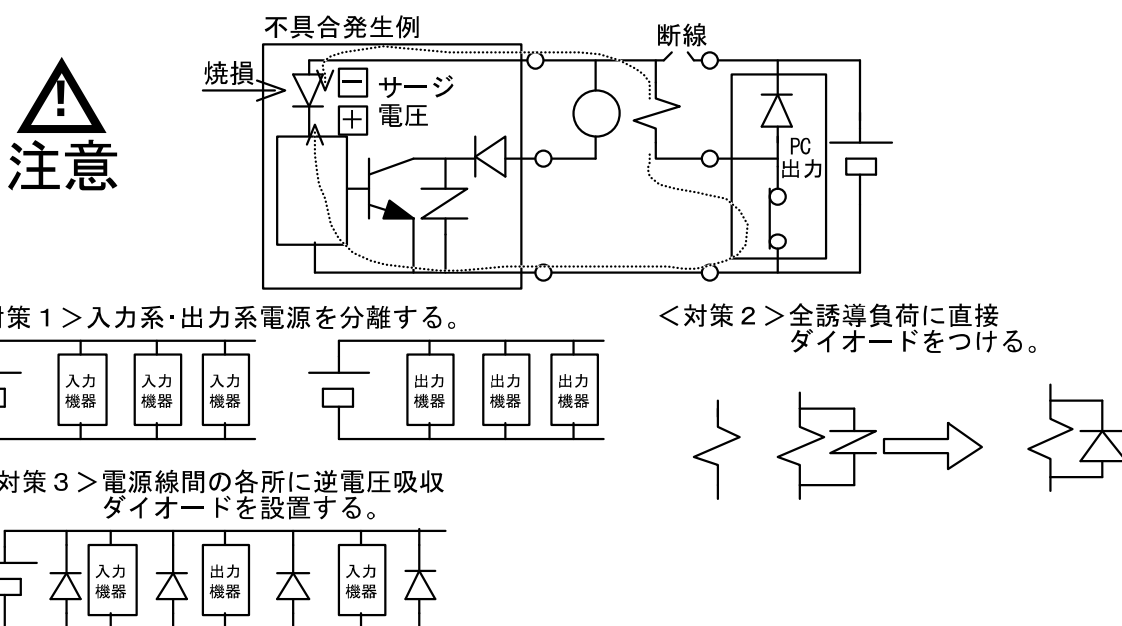 不具合発生例
断線
焼損
－ サージ
＋ 電圧
注意
PC
出力
対策１＞入力系･出力系電源を分離する。
＜対策２＞全誘導負荷に直接
ダイオードをつける。
入力 入力 入力 出力 出力 出力
機器 機器 機器 機器 機器 機器
対策３＞電源線間の各所に逆電圧吸収
ダイオードを設置する。
入力 出力 入力
機器 機器 機器